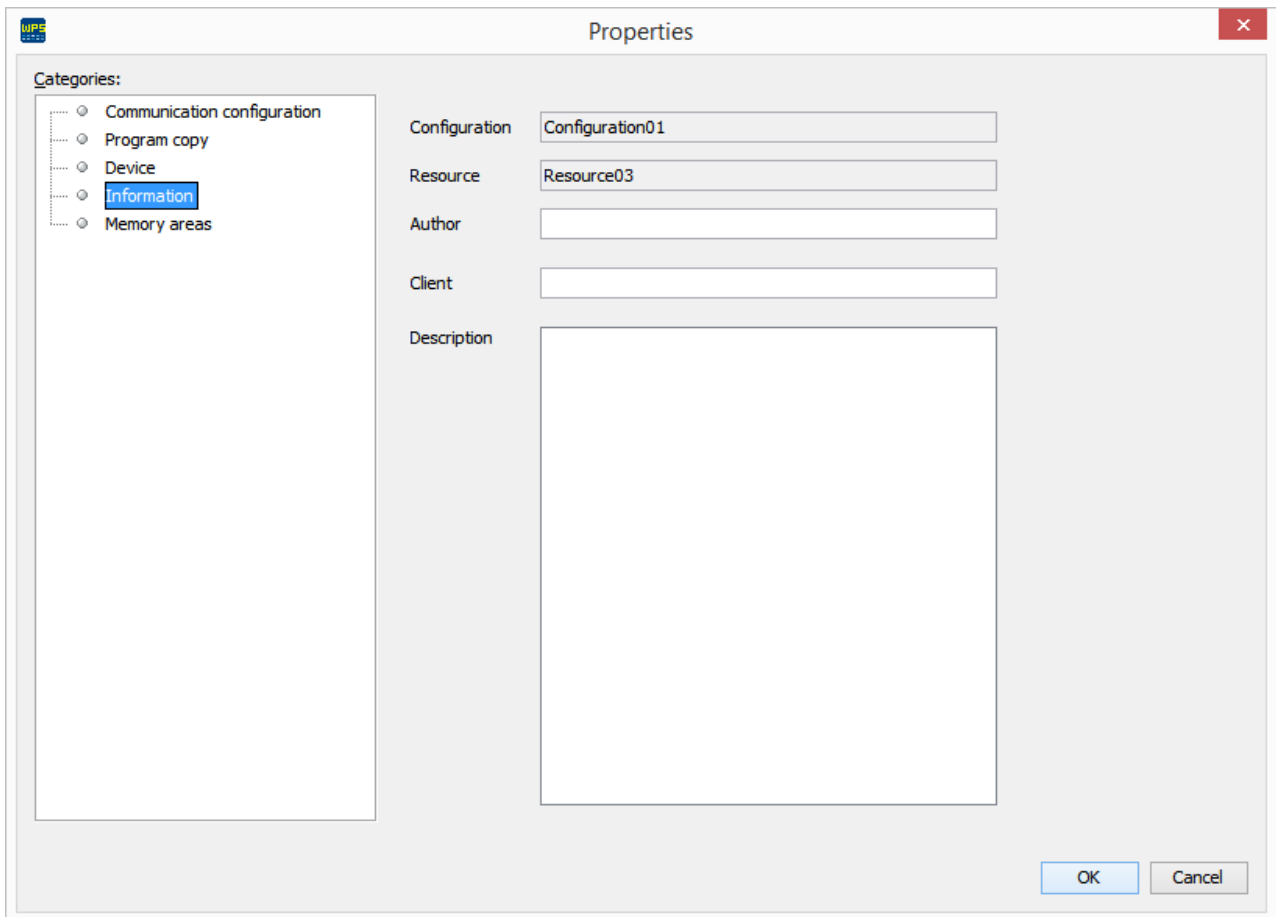 WPS
Properties
Categories:
Communication configuration
Program copy
Device
Information
Memory areas
Configuration Configuration01
Resource Resource03
Author
Client
Description
OK Cancel